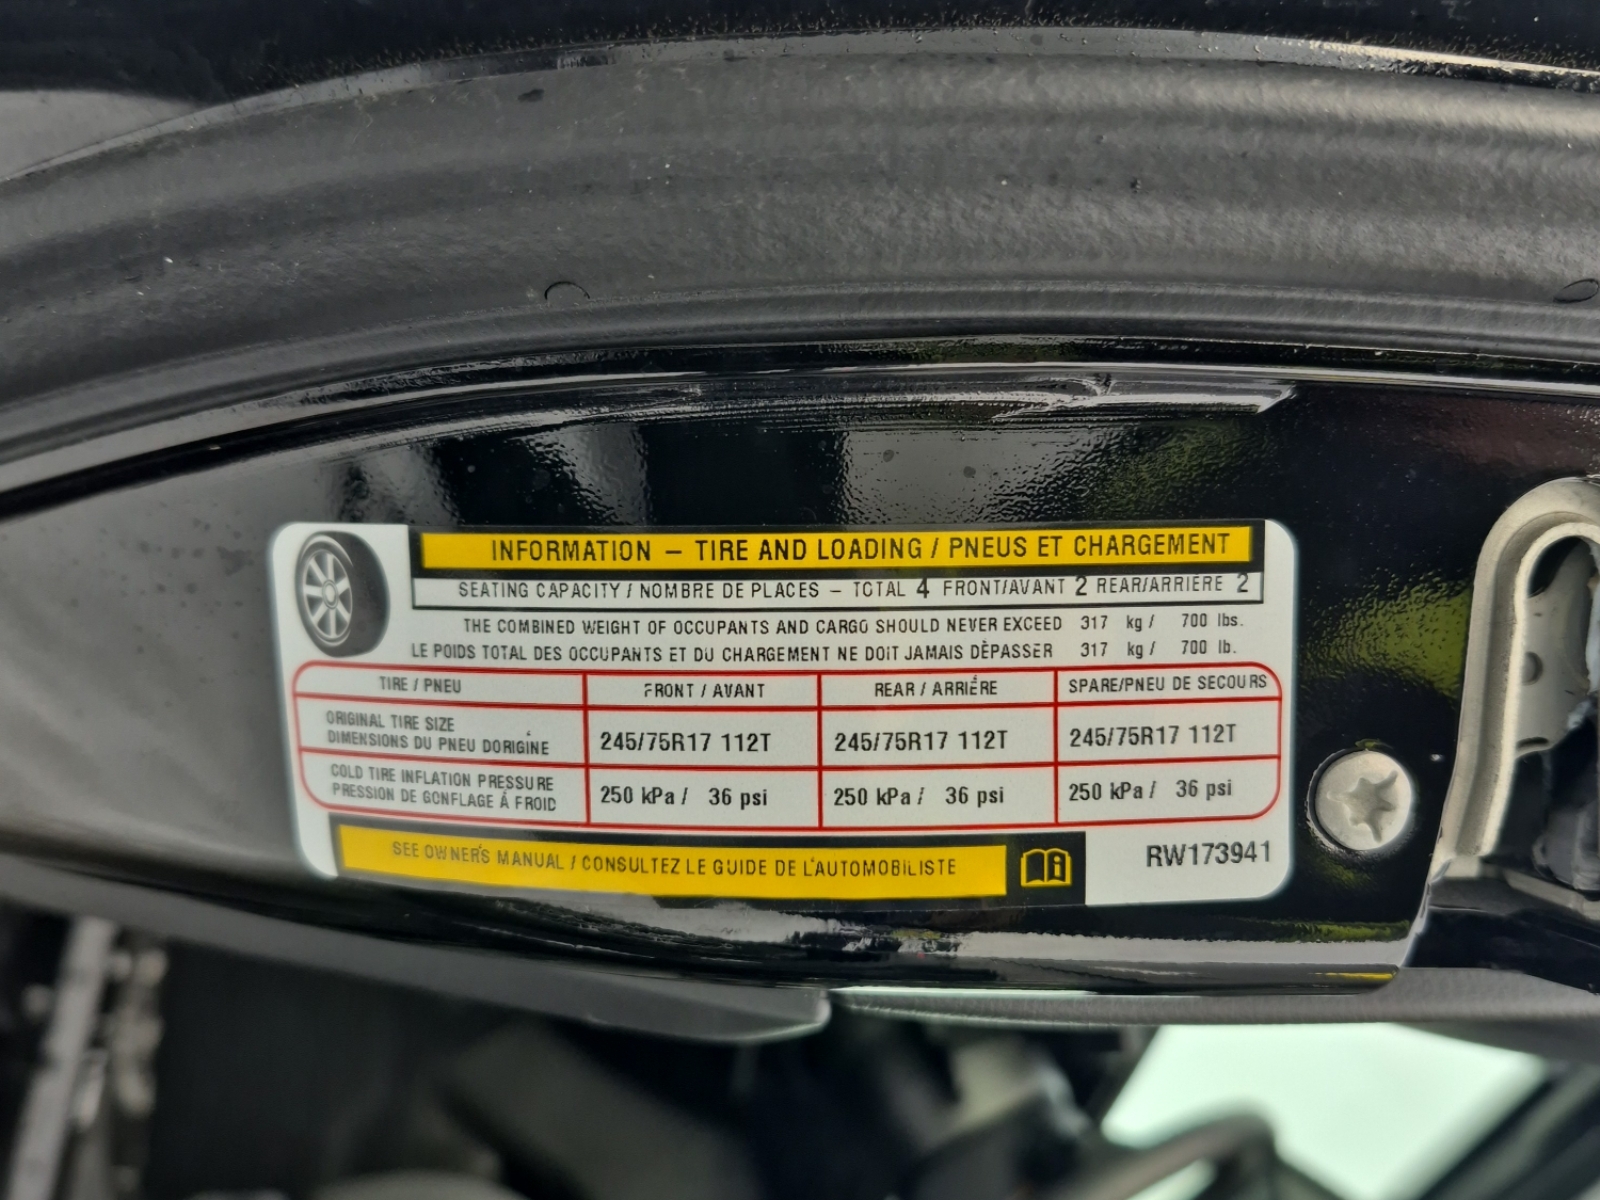 INFORMATION – TIRE AND LOADING / PNEUS ET CHARGEMENT
SEATING CAPACITY / NOMBRE DE PLACES – TOTAL 4 FRONT/AVANT 2 REAR/ARRIÈRE 2
THE COMBINED WEIGHT OF OCCUPANTS AND CARGO SHOULD NEVER EXCEED 317 kg / 700 lbs.
LE POIDS TOTAL DES OCCUPANTS ET DU CHARGEMENT NE DOIT JAMAIS DÈPASSER 317 kg / 700 lb.
TIRE / PNEU FRONT / AVANT REAR / ARRIÉRE SPARE/PNEU DE SECOURS
ORIGINAL TIRE SIZE
DIMENSIONS DU PNEU D'ORIGINE 245/75R17 112T 245/75R17 112T 245/75R17 112T
COLD TIRE INFLATION PRESSURE
PRESSION DE GONFLAGE Á FROID 250 kPa / 36 psi 250 kPa / 36 psi 250 kPa / 36 psi
SEE OWNER'S MANUAL / CONSULTEZ LE GUIDE DE L'AUTOMOBILISTE
RW173941